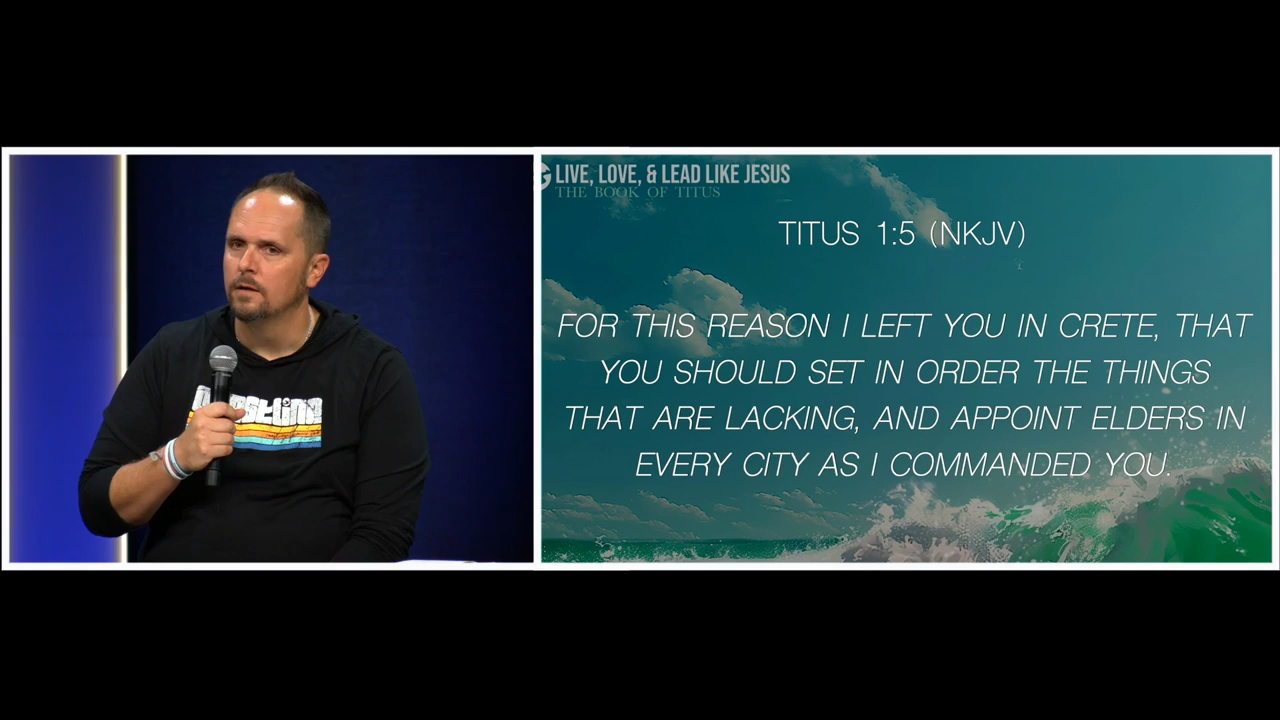 LIVE, LOVE, & LEAD LIKE JESUS
THE BOOK OF TITUS
TITUS 1:5 (NKJV)
FOR THIS REASON I LEFT YOU IN CRETE, THAT
YOU SHOULD SET IN ORDER THE THINGS
THAT ARE LACKING, AND APPOINT ELDERS IN
EVERY CITY AS I COMMANDED YOU.